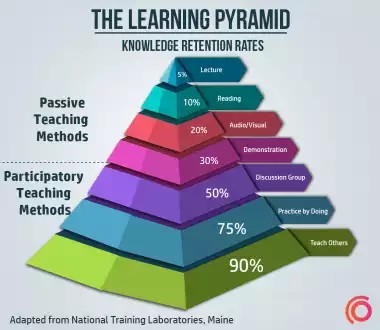 THE LEARNING PYRAMID
KNOWLEDGE RETENTION RATES
5%
Lecture
10%
Reading
Passive
Teaching
Methods
20%
Audio/Visual
30%
Demonstration
Participatory
Teaching
Methods
50%
Discussion Group
75%
Practice by Doing
90%
Teach Others
Adapted from National Training Laboratories, Maine